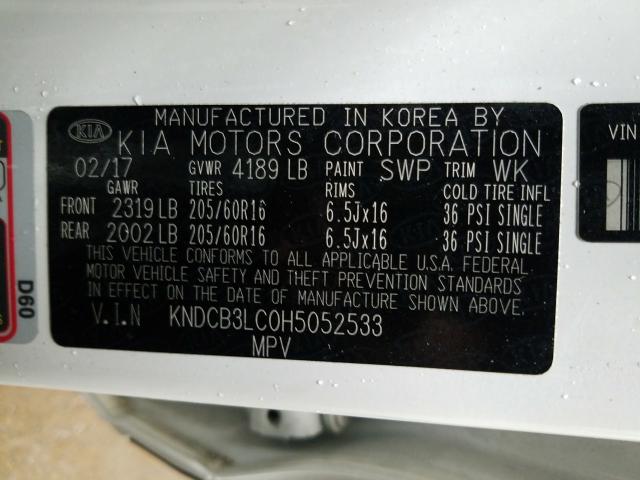 MANUFACTURED IN KOREA BY
KIA KIA MOTORS CORPORATION
02/17 GVWR 4189 LB PAINT SWP TRIM WK
GAWR TIRES RIMS COLD TIRE INFL
FRONT 2319 LB 205/60R16 6.5Jx16 36 PSI SINGLE
REAR 2002 LB 205/60R16 6.5Jx16 36 PSI SINGLE
THIS VEHICLE CONFORMS TO ALL APPLICABLE U.S.A. FEDERAL
MOTOR VEHICLE SAFETY AND THEFT PREVENTION STANDARDS
IN EFFECT ON THE DATE OF MANUFACTURE SHOWN ABOVE.
V.I.N KNDCB3LC0H5052533
MPV
D60
VIN